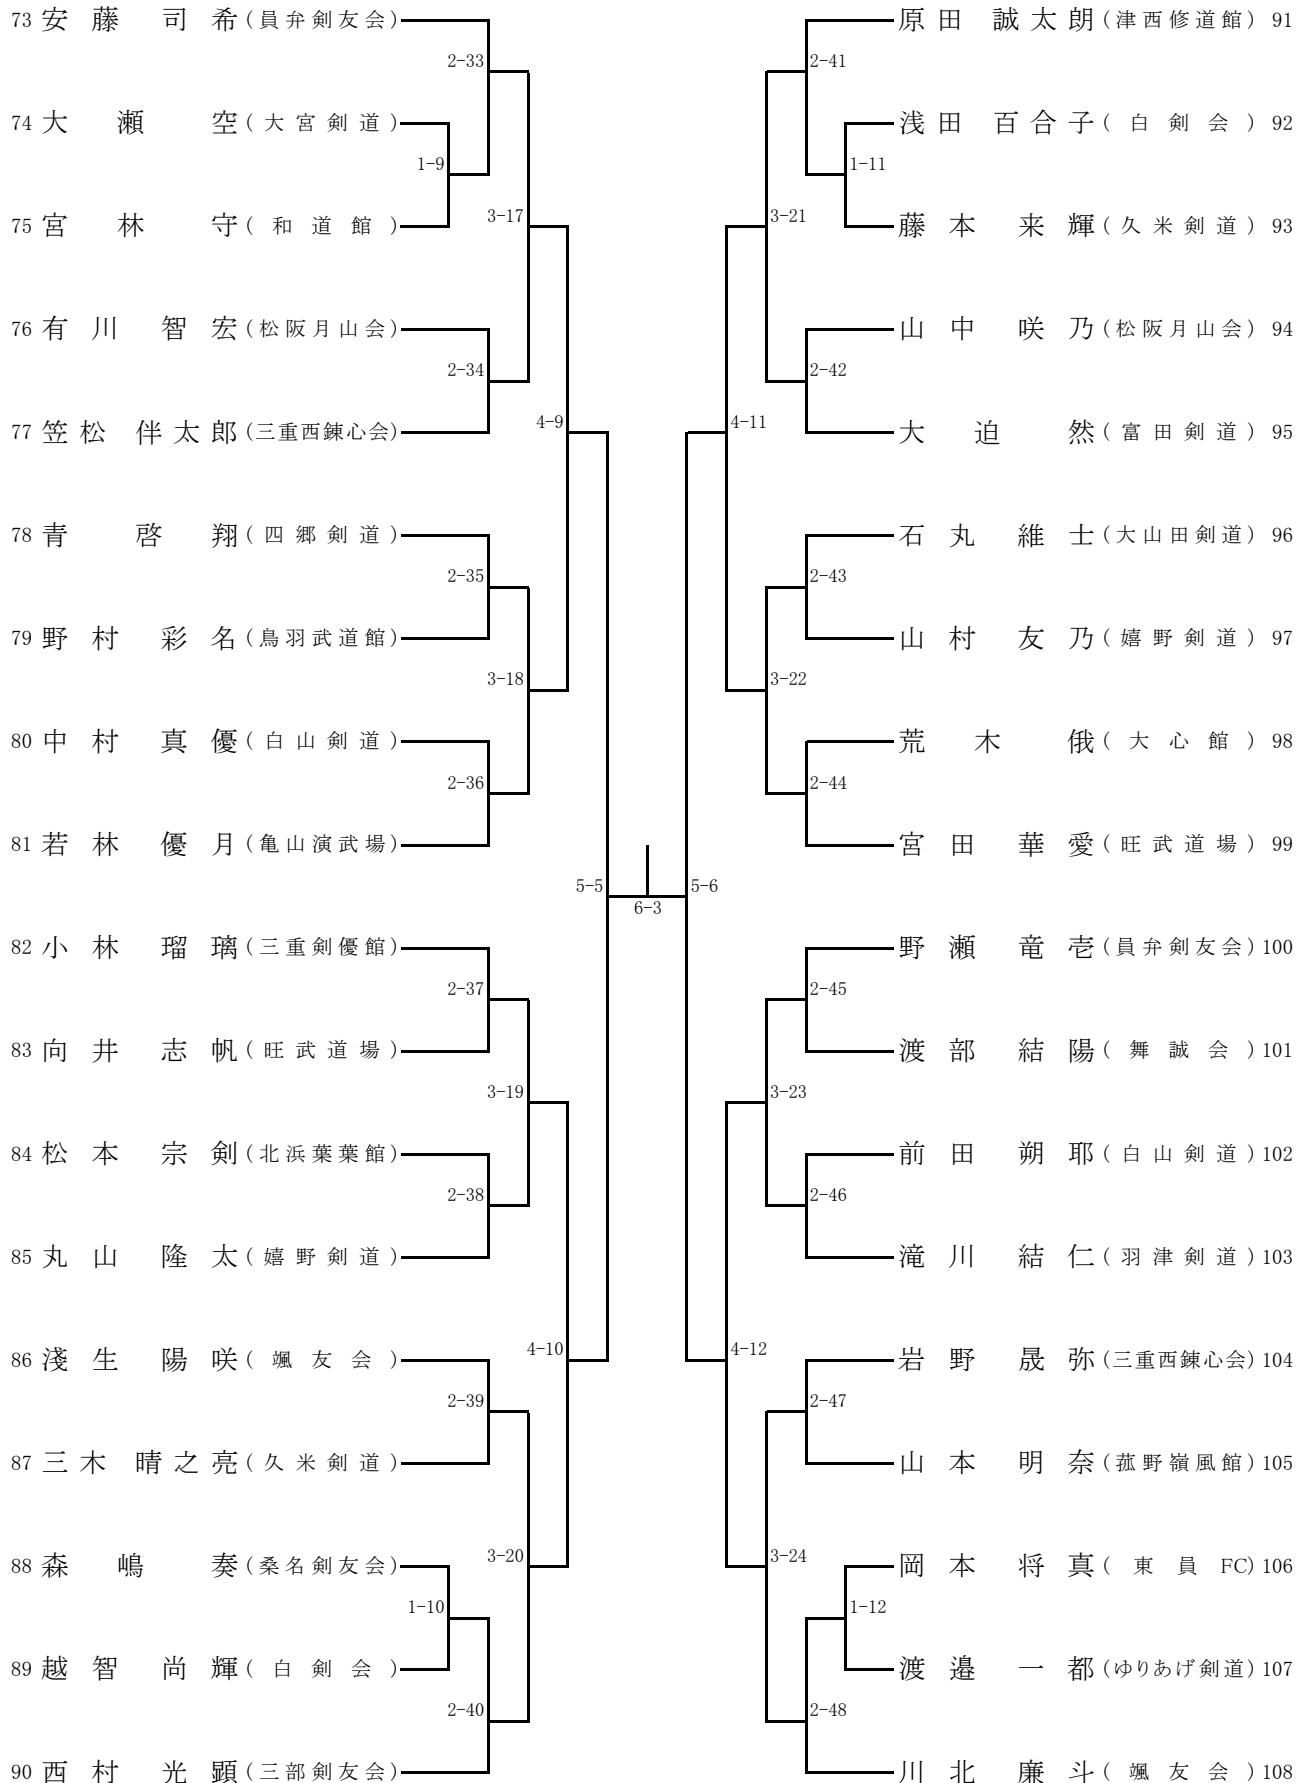 73 安藤 司希 (員弁剣友会)
2-33
74 大瀬 空 (大宮剣道)
1-9
75 宮林 守 (和道館)
3-17
76 有川 智宏 (松阪月山会)
2-34
77 笠松 伴太郎 (三重西錬心会)
4-9
78 青 啓翔 (四郷剣道)
2-35
79 野村 彩名 (鳥羽武道館)
3-18
80 中村 真優 (白山剣道)
2-36
81 若林 優月 (亀山演武場)
5-5
82 小林 瑠璃 (三重剣優館)
2-37
83 向井 志帆 (旺武道場)
3-19
84 松本 宗剣 (北浜葉葉館)
2-38
85 丸山 隆太 (嬉野剣道)
4-10
86 淺生 陽咲 (颯友会)
2-39
87 三木 晴之亮 (久米剣道)
3-20
88 森嶋 奏 (桑名剣友会)
1-10
89 越智 尚輝 (白剣会)
2-40
90 西村 光顕 (三部剣友会)
6-3
原田 誠太朗 (津西修道館) 91
2-41
浅田 百合子 (白剣会) 92
1-11
藤本 来輝 (久米剣道) 93
3-21
山中 咲乃 (松阪月山会) 94
2-42
大迫 然 (富田剣道) 95
4-11
石丸 維士 (大山田剣道) 96
2-43
山村 友乃 (嬉野剣道) 97
3-22
荒木 俄 (大心館) 98
2-44
宮田 華愛 (旺武道場) 99
5-6
野瀬 竜壱 (員弁剣友会) 100
2-45
渡部 結陽 (舞誠会) 101
3-23
前田 朔耶 (白山剣道) 102
2-46
滝川 結仁 (羽津剣道) 103
4-12
岩野 晟弥 (三重西錬心会) 104
2-47
山本 明奈 (菰野嶺風館) 105
3-24
岡本 将真 (東員 FC) 106
1-12
渡邉 一都 (ゆりあげ剣道) 107
2-48
川北 廉斗 (颯友会) 108